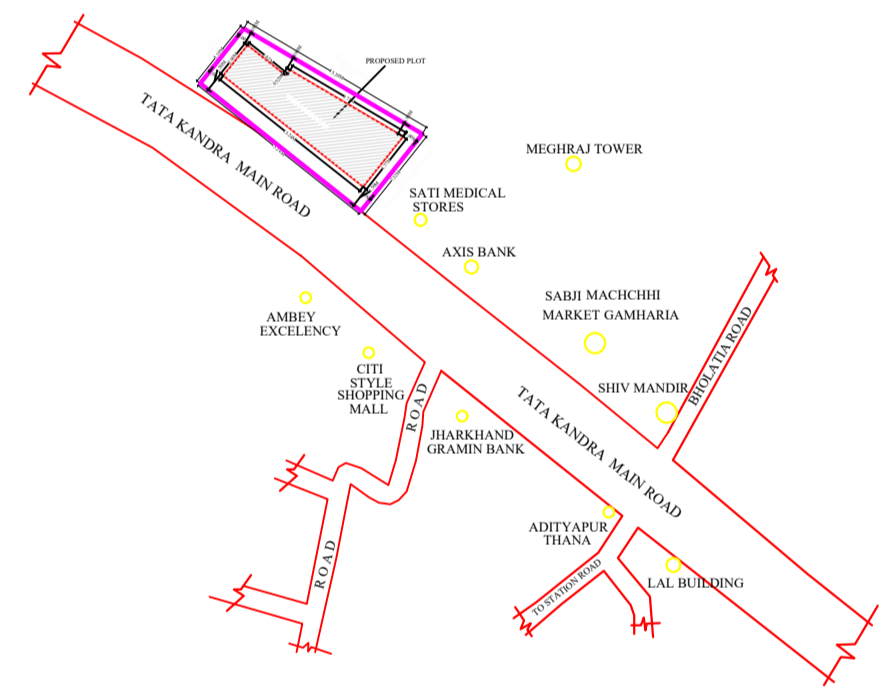 PROPOSED PLOT
TATA KANDRA MAIN ROAD
MEGHRAJ TOWER
SATI MEDICAL
STORES
AXIS BANK
SABJI MACHCHHI
MARKET GAMHARIA
AMBEY
EXCELENCY
CITI
STYLE
SHOPPING
MALL
ROAD
SHIV MANDIR
BHOLATIA ROAD
TATA KANDRA MAIN ROAD
JHARKHAND
GRAMIN BANK
ADITYAPUR
THANA
ROAD
TO STATION ROAD
LAL BUILDING